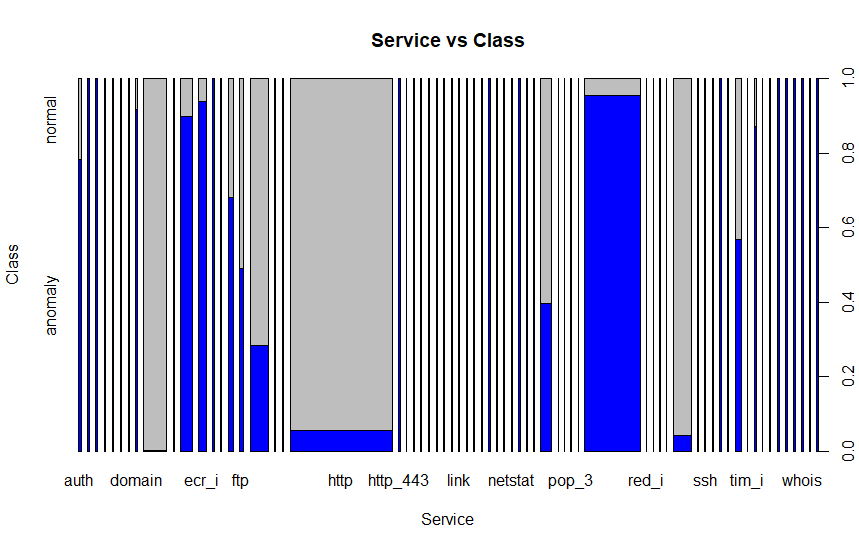 Service vs Class
normal
anomaly
Class
1.0
0.8
0.6
0.4
0.2
0.0
auth domain ecr_i ftp http http_443 link netstat pop_3 red_i ssh tim_i whois
Service